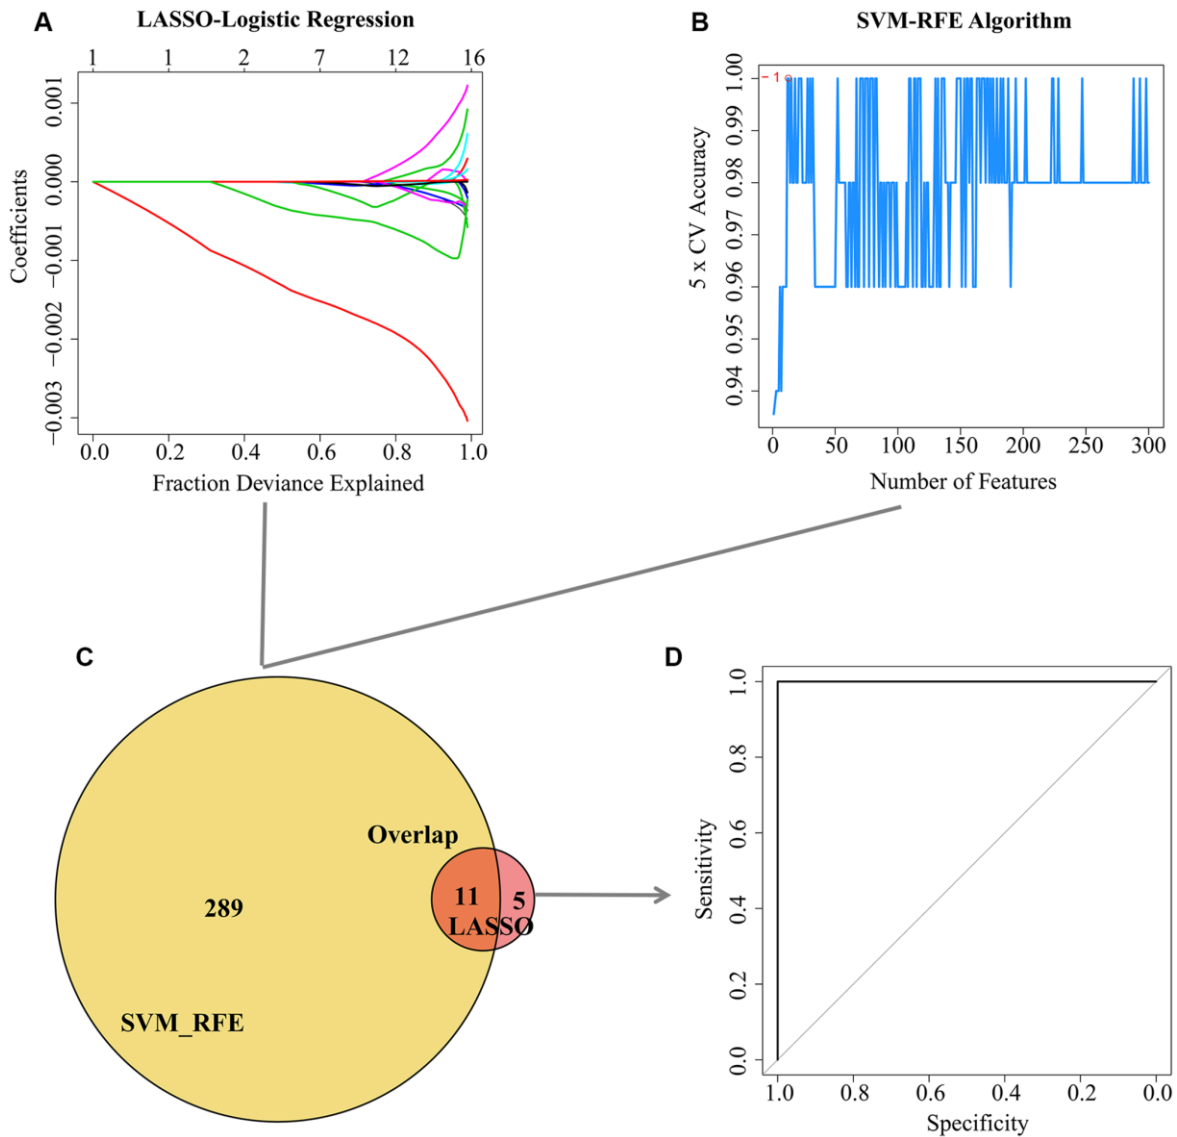 A
LASSO-Logistic Regression
1 1 2 4 7 12 16
0.001
0.000
−0.001
−0.002
−0.003
Coefficients
0.0 0.2 0.4 0.6 0.8 1.0
Fraction Deviance Explained
B
SVM-RFE Algorithm
1.00
0.99
0.98
0.97
0.96
0.95
0.94
5 x CV Accuracy
1
0 50 100 150 200 250 300
Number of Features
C
Overlap
289
11
5
LASSO
SVM_RFE
D
1.0
0.8
0.6
0.4
0.2
0.0
Sensitivity
1.0 0.8 0.6 0.4 0.2 0.0
Specificity